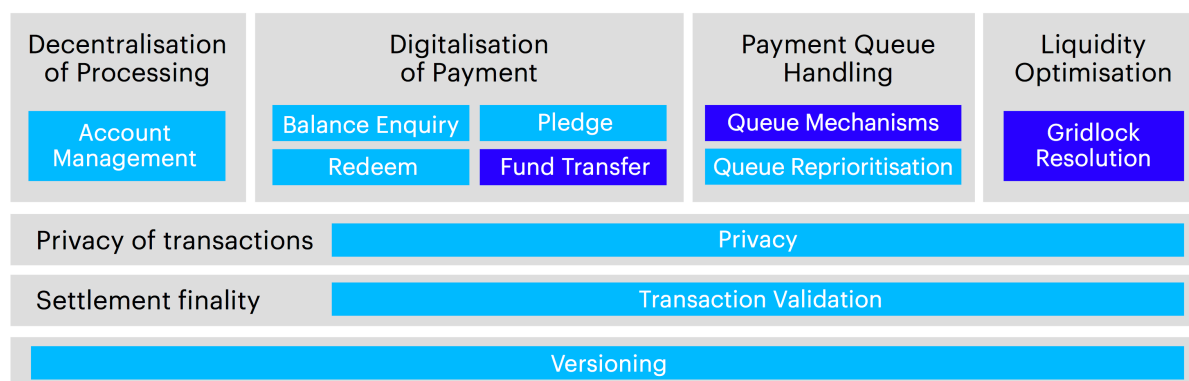 Decentralisation
of Processing
Account
Management
Digitalisation
of Payment
Balance Enquiry
Pledge
Redeem
Fund Transfer
Payment Queue
Handling
Queue Mechanisms
Queue Reprioritisation
Liquidity
Optimisation
Gridlock
Resolution
Privacy of transactions
Privacy
Settlement finality
Transaction Validation
Versioning